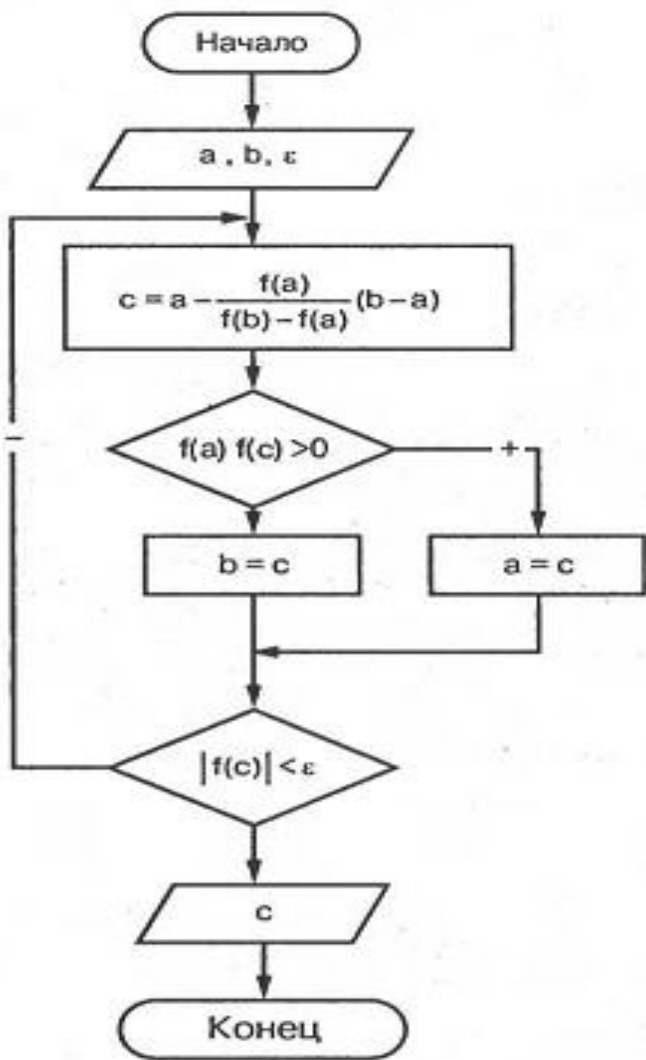 Начало
a , b, ε
c = a - f(a) / f(b) - f(a) (b - a)
f(a) f(c) >0
+
-
b = c
a = c
|f(c)| < ε
c
Конец